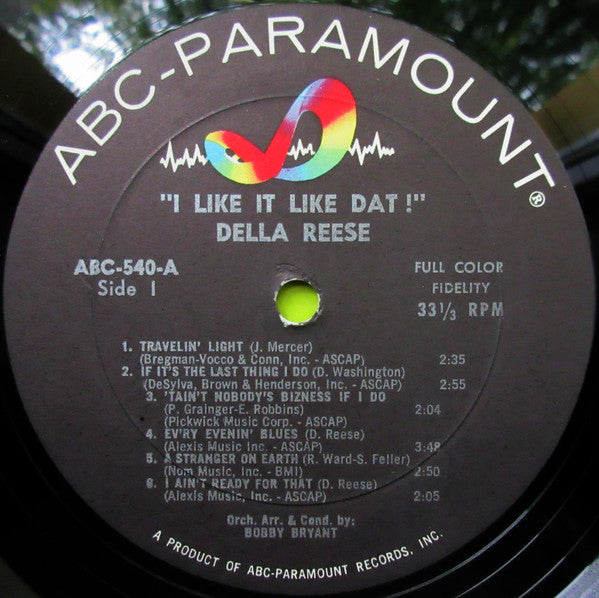 ABC-PARAMOUNT®
"I LIKE IT LIKE DAT!"
DELLA REESE
ABC-540-A
Side 1
FULL COLOR
FIDELITY
33 1/3 RPM
1. TRAVELIN' LIGHT (J. Mercer)
(Bregman-Vocco & Conn, Inc. - ASCAP) 2:35
2. IF IT'S THE LAST THING I DO (D. Washington)
(DeSylva, Brown & Henderson, Inc. - ASCAP) 2:55
3. 'TAIN'T NOBODY'S BIZNESS IF I DO
(P. Grainger-E. Robbins) 2:04
(Pickwick Music Corp. - ASCAP)
4. EV'RY EVENIN' BLUES (D. Reese)
(Alexis Music Inc. - ASCAP) 3:48
5. A STRANGER ON EARTH (R. Ward-S. Feller)
(Nom Music, Inc. - BMI) 2:50
6. I AIN'T READY FOR THAT (D. Reese)
(Alexis Music, Inc. - ASCAP) 2:05
Orch. Arr. & Cond. by:
BOBBY BRYANT
A PRODUCT OF ABC-PARAMOUNT RECORDS, INC.